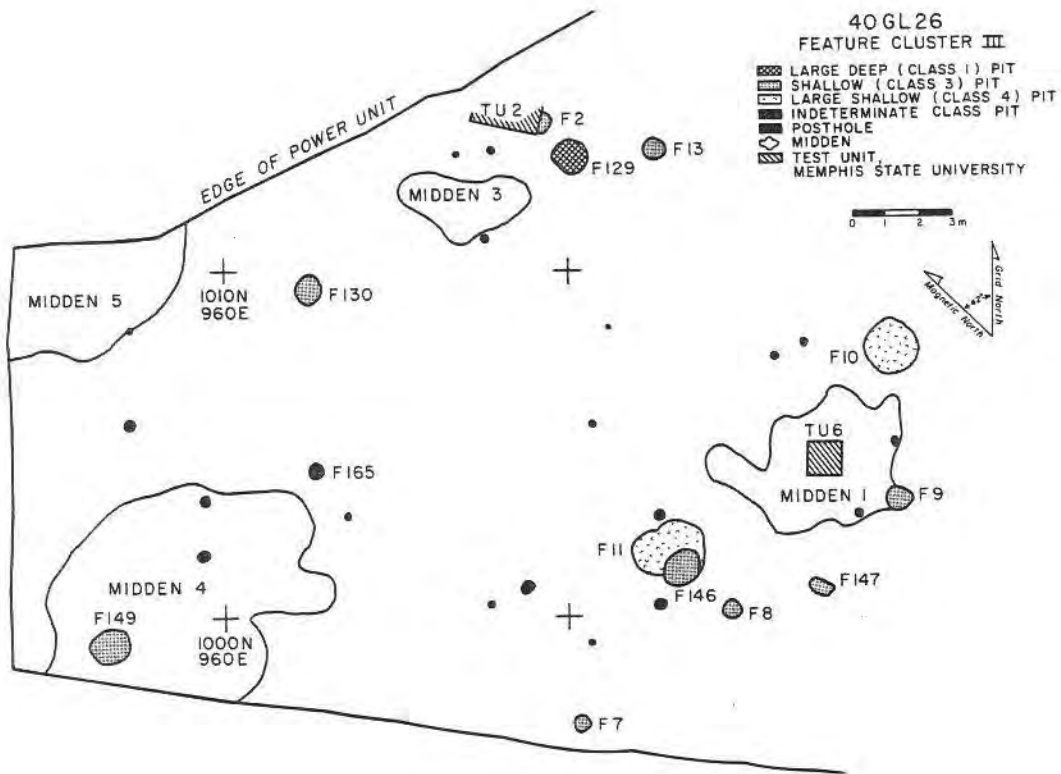 40GL26
FEATURE CLUSTER III
LARGE DEEP (CLASS 1) PIT
SHALLOW (CLASS 3) PIT
LARGE SHALLOW (CLASS 4) PIT
INDETERMINATE CLASS PIT
POSTHOLE
MIDDEN
TEST UNIT,
MEMPHIS STATE UNIVERSITY
0 1 2 3m
Grid North
Magnetic North
EDGE OF POWER UNIT
TU2
F2
F129
F13
MIDDEN 3
MIDDEN 5
1010N
960E
F130
F10
TU6
MIDDEN 1
F9
F165
F11
F146
F147
F8
MIDDEN 4
F149
1000N
960E
F7